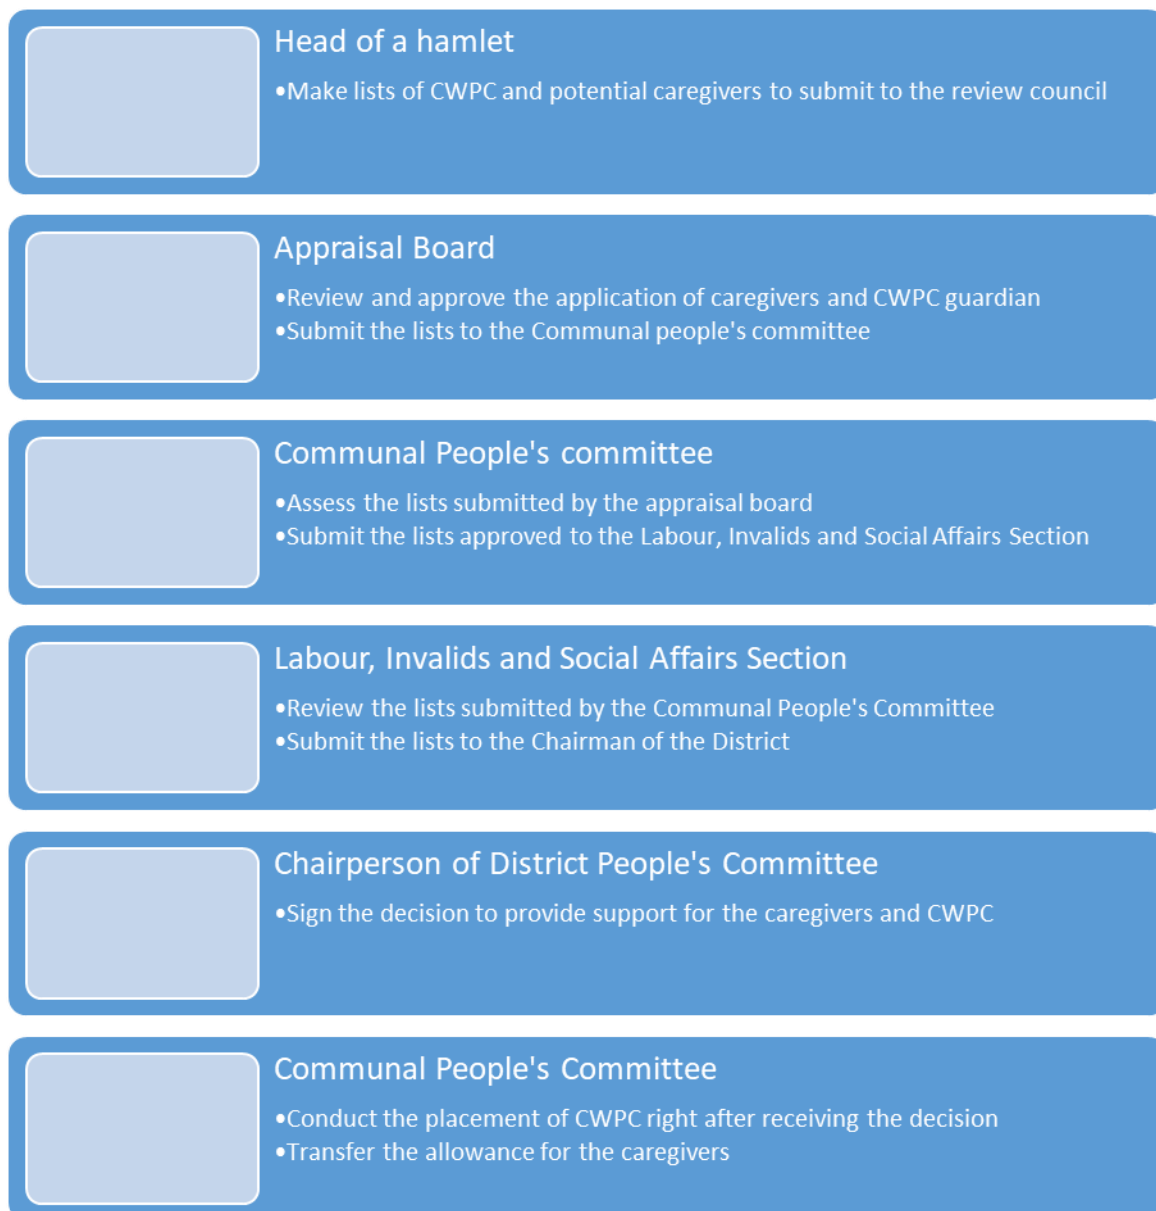 Head of a hamlet
•Make lists of CWPC and potential caregivers to submit to the review council
Appraisal Board
•Review and approve the application of caregivers and CWPC guardian
•Submit the lists to the Communal people's committee
Communal People's committee
•Assess the lists submitted by the appraisal board
•Submit the lists approved to the Labour, Invalids and Social Affairs Section
Labour, Invalids and Social Affairs Section
•Review the lists submitted by the Communal People's Committee
•Submit the lists to the Chairman of the District
Chairperson of District People's Committee
•Sign the decision to provide support for the caregivers and CWPC
Communal People's Committee
•Conduct the placement of CWPC right after receiving the decision
•Transfer the allowance for the caregivers